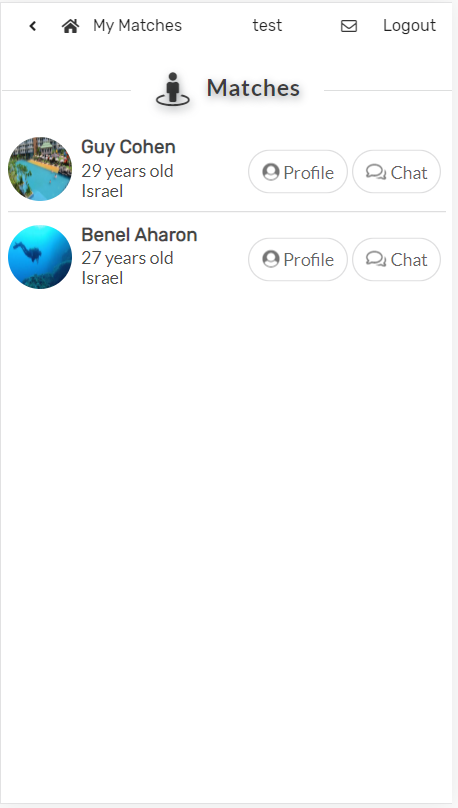 My Matches test Logout
Matches
Guy Cohen
29 years old
Israel
Profile Chat
Benel Aharon
27 years old
Israel
Profile Chat